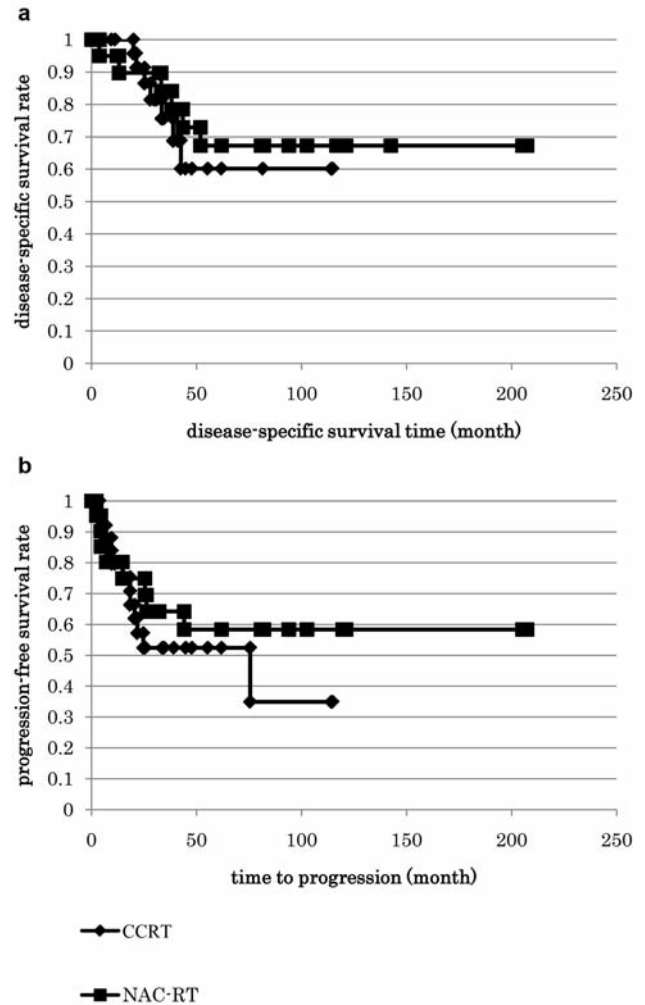 a
disease-specific survival rate
1
0.9
0.8
0.7
0.6
0.5
0.4
0.3
0.2
0.1
0
0 50 100 150 200 250
disease-specific survival time (month)
b
progression-free survival rate
1
0.9
0.8
0.7
0.6
0.5
0.4
0.3
0.2
0.1
0
0 50 100 150 200 250
time to progression (month)
CCRT
NAC-RT